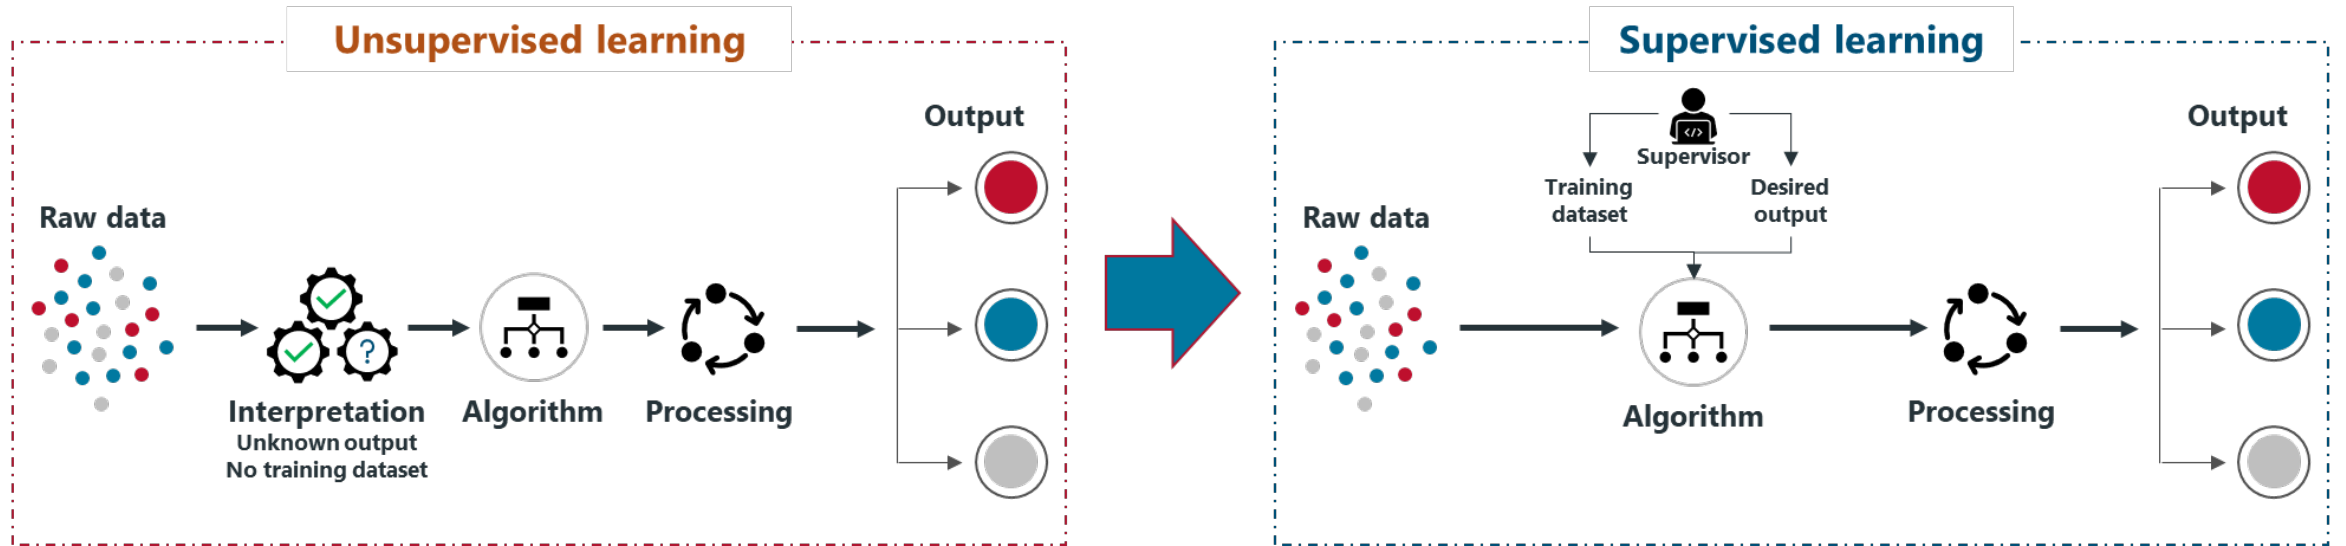 Unsupervised learning
Output
Raw data
Interpretation
Unknown output
No training dataset
Algorithm
Processing
Supervised learning
Supervisor
Training
dataset
Desired
output
Output
Raw data
</>
Algorithm
Processing
?